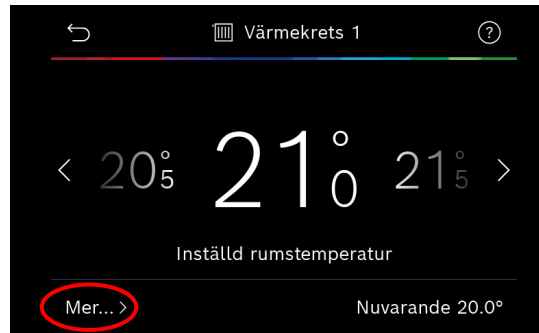 Värmekrets 1 ?
< 20°5 21°0 21°5 >
Inställd rumstemperatur
Mer... > Nuvarande 20.0°